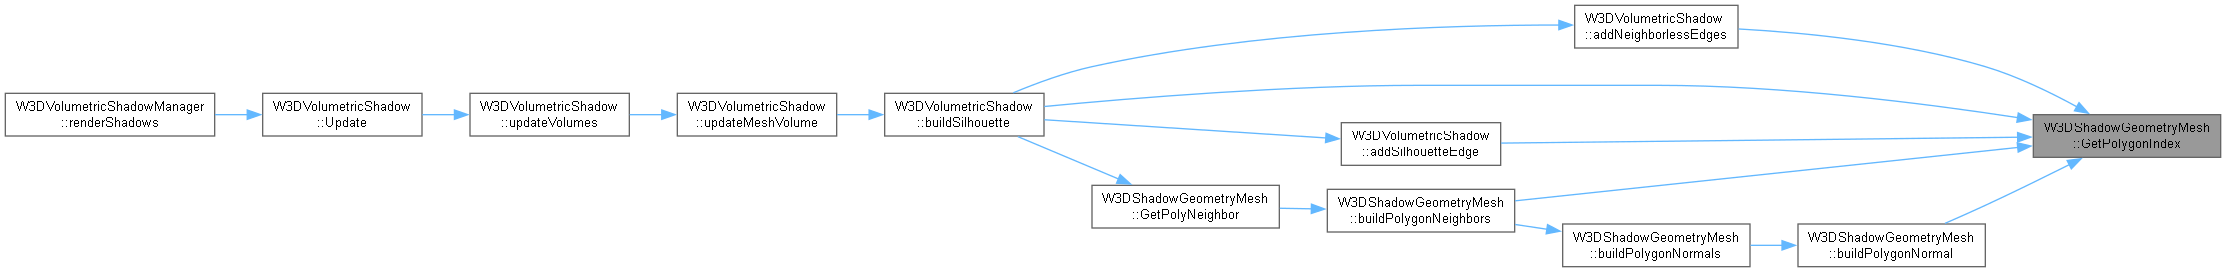 W3DVolumetricShadowManager
::renderShadows
W3DVolumetricShadow
::Update
W3DVolumetricShadow
::updateVolumes
W3DVolumetricShadow
::updateMeshVolume
W3DVolumetricShadow
::buildSilhouette
W3DVolumetricShadow
::addNeighborlessEdges
W3DVolumetricShadow
::addSilhouetteEdge
W3DShadowGeometryMesh
::GetPolyNeighbor
W3DShadowGeometryMesh
::buildPolygonNeighbors
W3DShadowGeometryMesh
::buildPolygonNormals
W3DShadowGeometryMesh
::buildPolygonNormal
W3DShadowGeometryMesh
::GetPolygonIndex